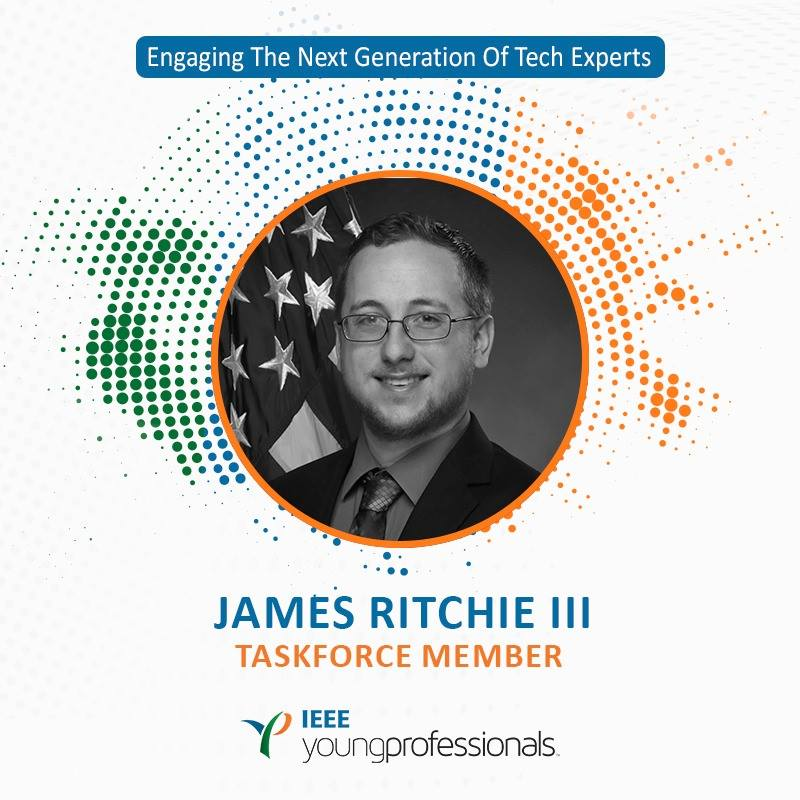 Engaging The Next Generation Of Tech Experts
JAMES RITCHIE III
TASKFORCE MEMBER
IEEE
youngprofessionals